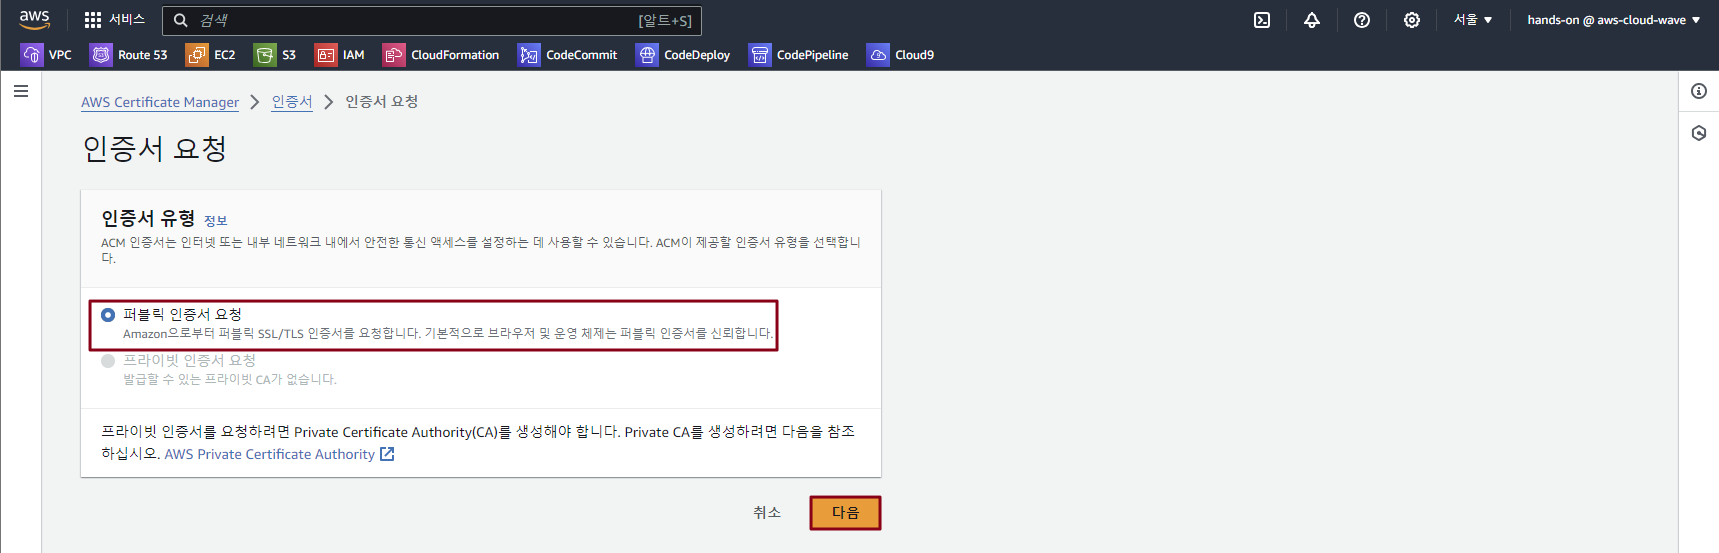 aws 서비스 검색 [알트+S] 서울 hands-on @ aws-cloud-wave
VPC Route 53 EC2 S3 IAM CloudFormation CodeCommit CodeDeploy CodePipeline Cloud9
AWS Certificate Manager 인증서 인증서 요청
인증서 요청
인증서 유형 정보
ACM 인증서는 인터넷 또는 내부 네트워크 내에서 안전한 통신 액세스를 설정하는 데 사용할 수 있습니다. ACM이 제공할 인증서 유형을 선택합니
다.
퍼블릭 인증서 요청
Amazon으로부터 퍼블릭 SSL/TLS 인증서를 요청합니다. 기본적으로 브라우저 및 운영 체제는 퍼블릭 인증서를 신뢰합니다.
프라이빗 인증서 요청
발급할 수 있는 프라이빗 CA가 없습니다.
프라이빗 인증서를 요청하려면 Private Certificate Authority(CA)를 생성해야 합니다. Private CA를 생성하려면 다음을 참조
하십시오. AWS Private Certificate Authority
취소 다음